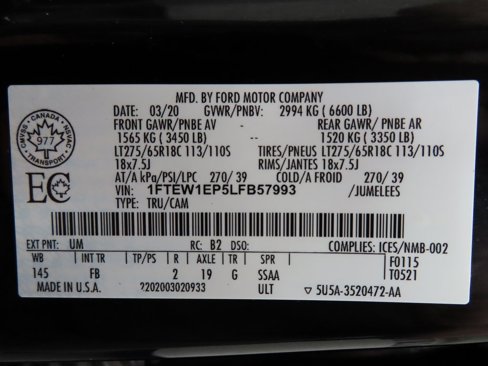 MFD. BY FORD MOTOR COMPANY
DATE: 03/20 GVWR/PNBV: 2994 KG ( 6600 LB)
FRONT GAWR/PNBE AV - REAR GAWR/ PNBE AR
1565 KG ( 3450 LB) -- 1520 KG ( 3350 LB)
LT275/65R18C 113/110S TIRES/PNEUS LT275/65R18C 113/110S
18x7.5J RIMS/JANTES 18x7.5J
AT/A kPa/PSI/LPC 270/ 39 COLD/A FROID 270/ 39
VIN: 1FTEW1EP5LFB57993 /JUMELEES
TYPE: TRU/CAM
CMVSS · CANADA · NSVAC
977
TRANSPORT
EC
EXT PNT: UM RC: B2 DSO: COMPLIES: ICES/NMB-002
WB INT TR TP/PS R AXLE TR SPR F0115
145 FB 2 19 G SSAA T0521
MADE IN U.S.A. 2202003020933 ULT ▽ 5U5A-3520472-AA